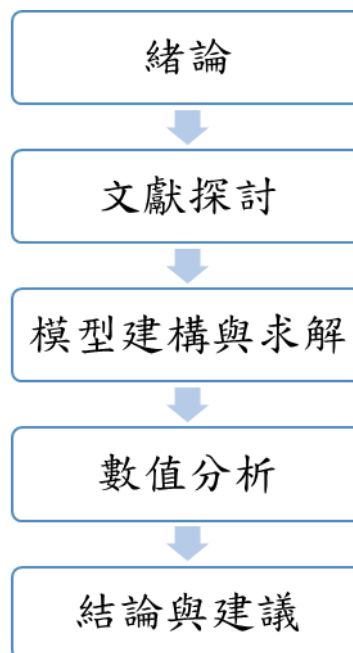 緒論
文獻探討
模型建構與求解
數值分析
結論與建議